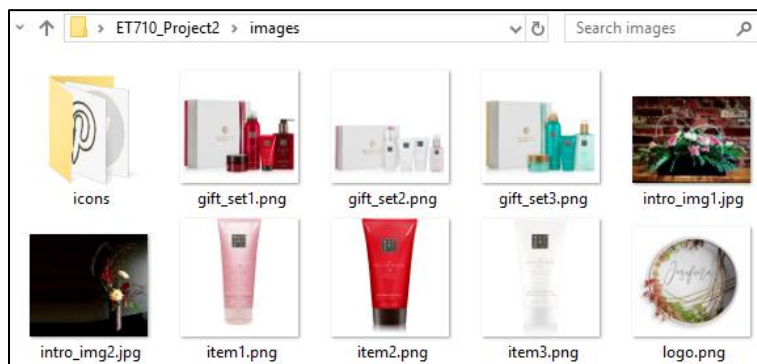 ET710_Project2 > images
Search images
icons
gift_set1.png
gift_set2.png
gift_set3.png
intro_img1.jpg
Josefina
intro_img2.jpg
item1.png
item2.png
item3.png
logo.png